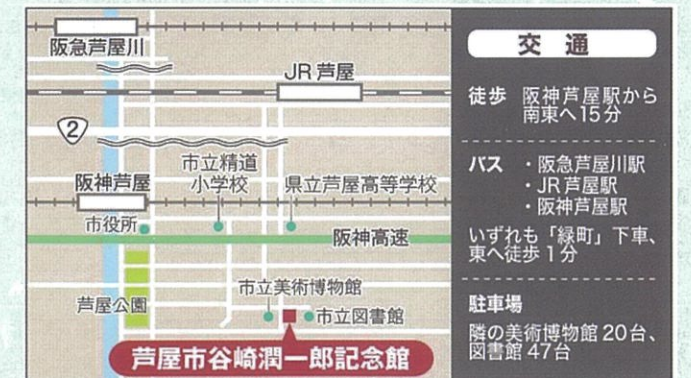 阪急芦屋川
JR 芦屋
2
市立精道
小学校
阪神芦屋
県立芦屋高等学校
市役所
阪神高速
芦屋公園
市立美術博物館
市立図書館
芦屋市谷崎潤一郎記念館
交 通
徒歩 阪神芦屋駅から
南東へ15分
バス ・阪急芦屋川駅
・JR芦屋駅
・阪神芦屋駅
いずれも「緑町」下車、
東へ徒歩1分
駐車場
隣の美術博物館20台、
図書館47台